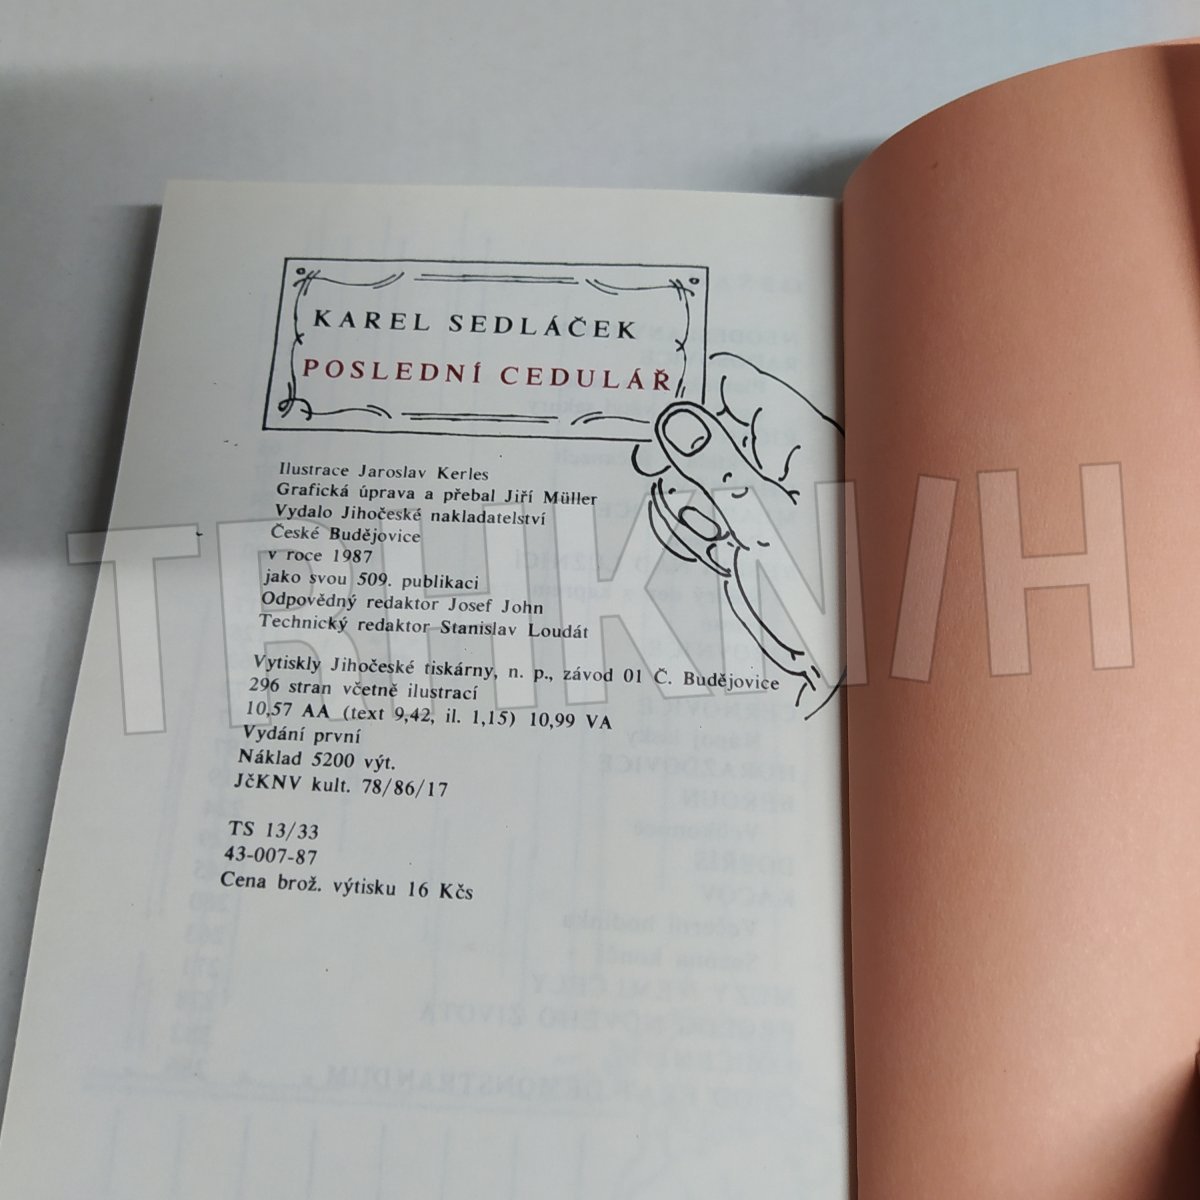 KAREL SEDLÁČEK
POSLEDNÍ CEDULÁŘ
Ilustrace Jaroslav Kerles
Grafická úprava a přebal Jiří Müller
Vydalo Jihočeské nakladatelství
České Budějovice
v roce 1987
jako svou 509. publikaci
Odpovědný redaktor Josef John
Technický redaktor Stanislav Loudát
Vytiskly Jihočeské tiskárny, n. p., závod 01 Č. Budějovice
296 stran včetně ilustrací
10,57 AA (text 9,42, il. 1,15) 10,99 VA
Vydání první
Náklad 5200 výt.
JčKNV kult. 78/86/17
TS 13/33
43-007-87
Cena brož. výtisku 16 Kčs
TRHKNIH